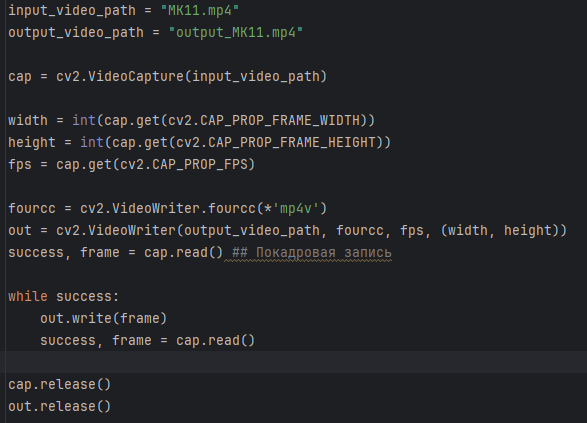 input_video_path = "MK11.mp4"
output_video_path = "output_MK11.mp4"
cap = cv2.VideoCapture(input_video_path)
width = int(cap.get(cv2.CAP_PROP_FRAME_WIDTH))
height = int(cap.get(cv2.CAP_PROP_FRAME_HEIGHT))
fps = cap.get(cv2.CAP_PROP_FPS)
fourcc = cv2.VideoWriter.fourcc(*'mp4v')
out = cv2.VideoWriter(output_video_path, fourcc, fps, (width, height))
success, frame = cap.read() ## Покадровая запись
while success:
    out.write(frame)
    success, frame = cap.read()
cap.release()
out.release()